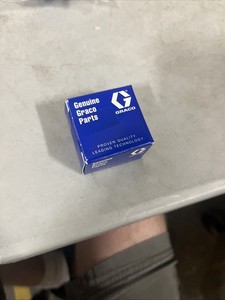 Genuine
Graco
Parts
GRACO
PROVEN QUALITY
LEADING TECHNOLOGY